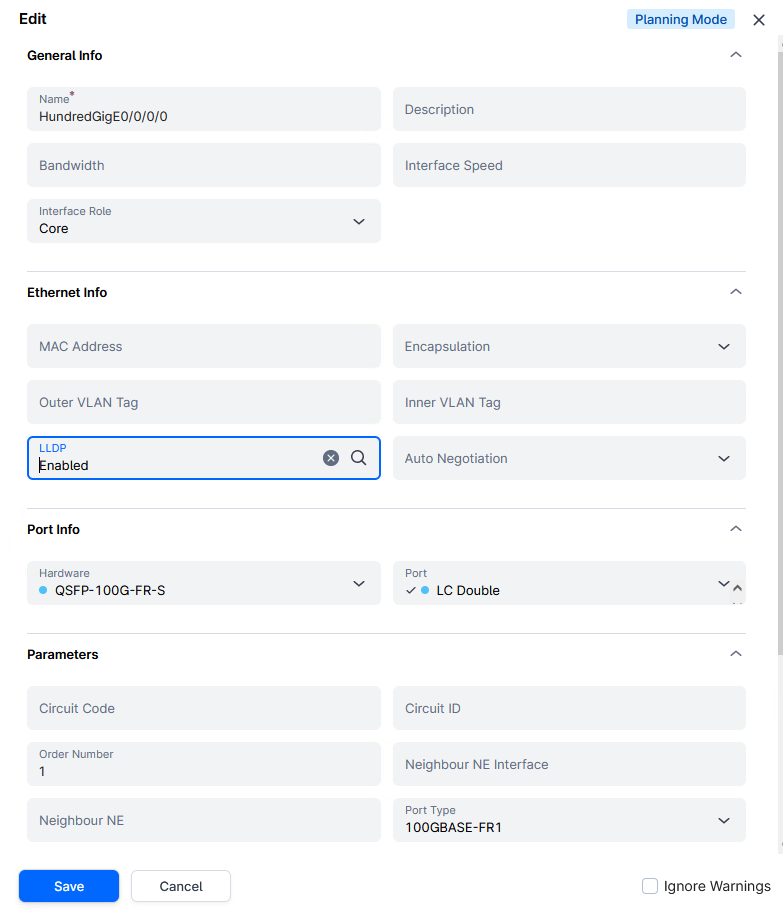 Edit
Planning Mode
General Info
Name*
HundredGigE0/0/0/0
Description
Bandwidth
Interface Speed
Interface Role
Core
Ethernet Info
MAC Address
Encapsulation
Outer VLAN Tag
Inner VLAN Tag
LLDP
Enabled
Auto Negotiation
Port Info
Hardware
QSFP-100G-FR-S
Port
LC Double
Parameters
Circuit Code
Circuit ID
Order Number
1
Neighbour NE Interface
Neighbour NE
Port Type
100GBASE-FR1
Save
Cancel
Ignore Warnings